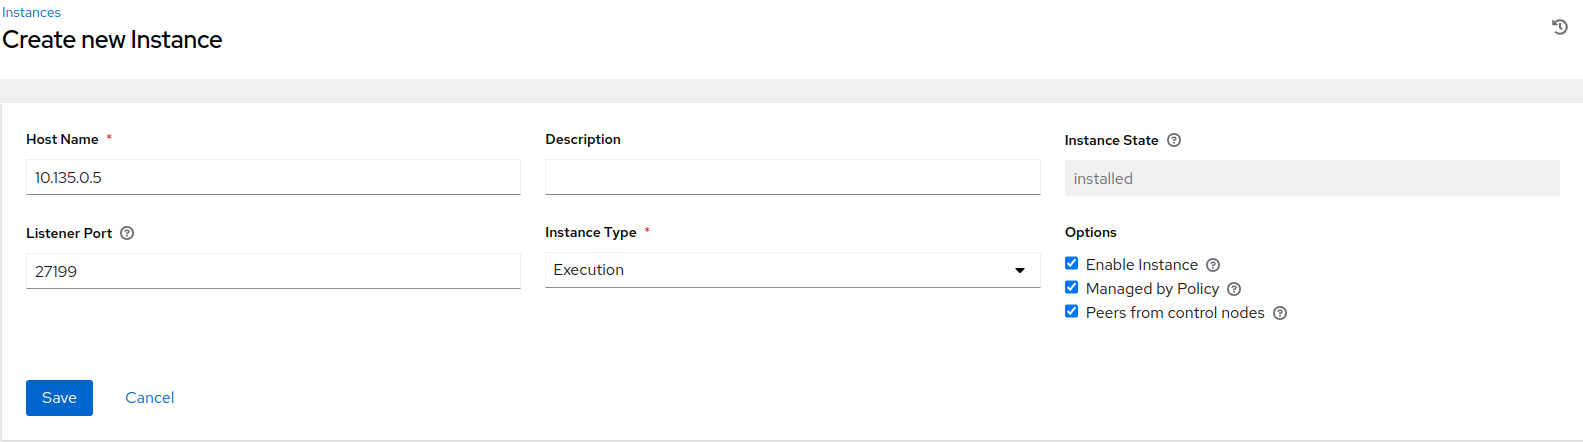 Instances
Create new Instance
Host Name *
Description
Instance State
10.135.0.5
installed
Listener Port
Instance Type *
Options
27199
Execution
Enable Instance
Managed by Policy
Peers from control nodes
Save
Cancel